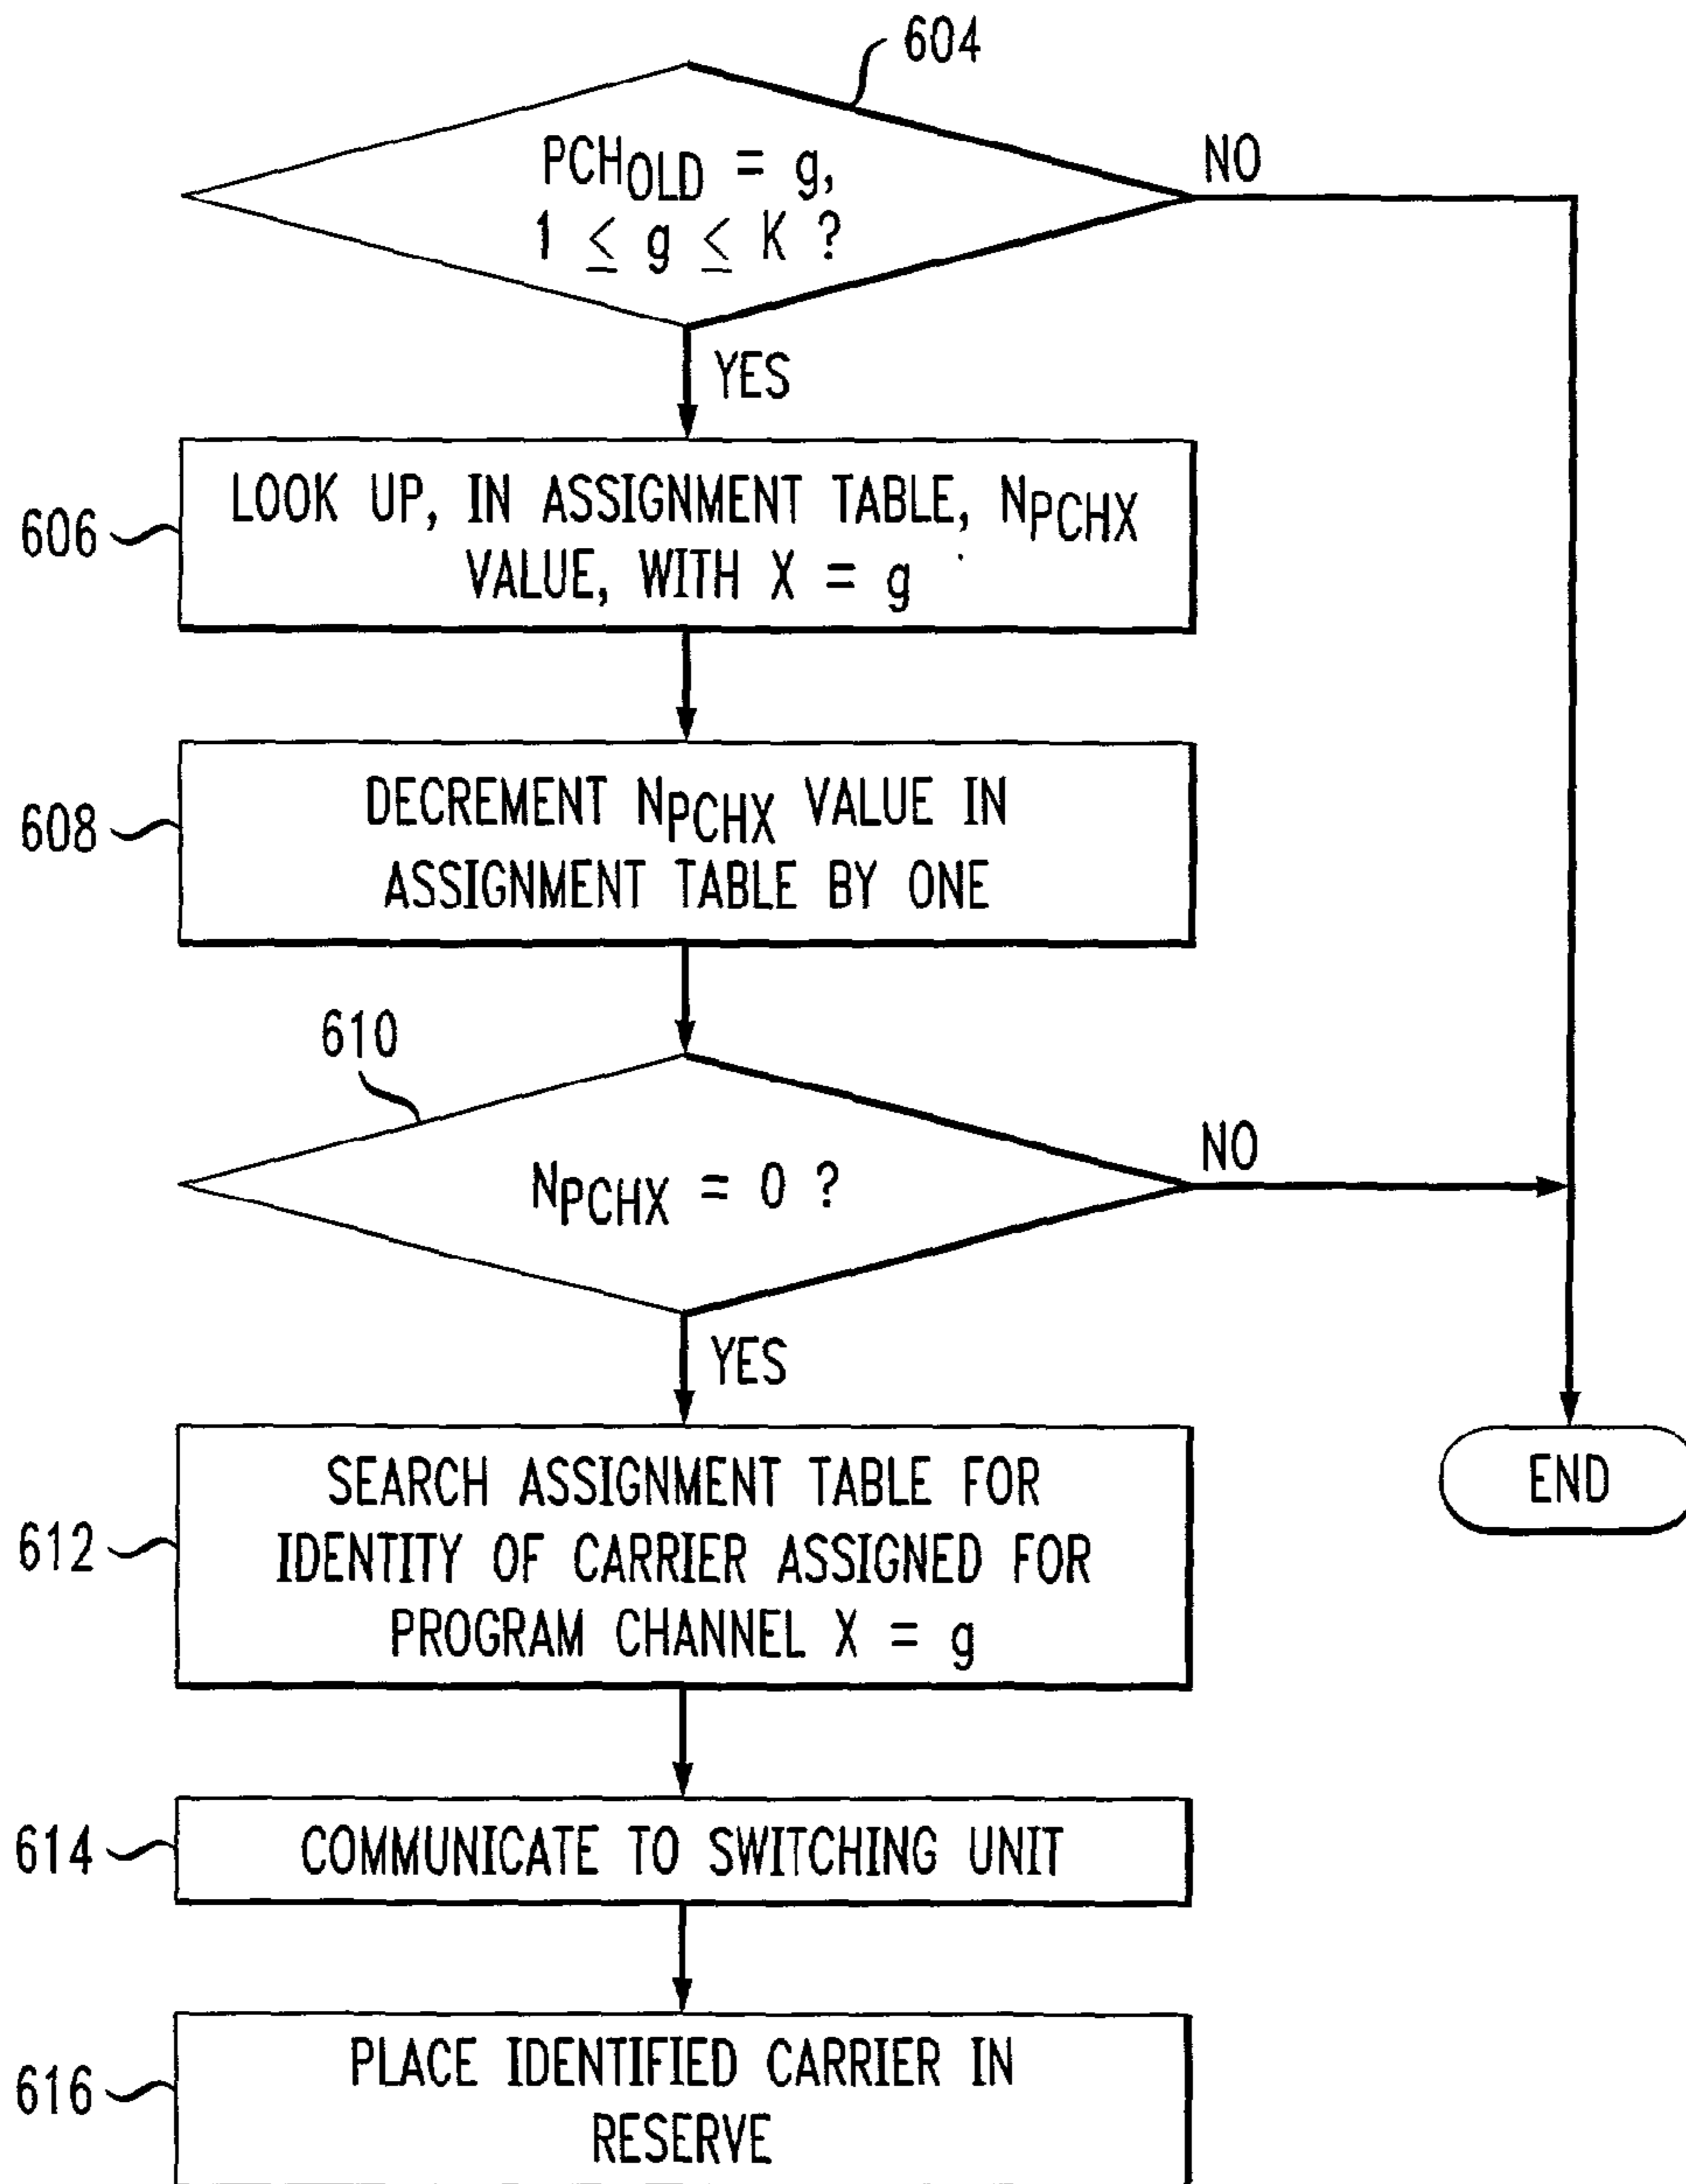 604
PCHOLD = g,
1 ≤ g ≤ K ?
NO
YES
606
LOOK UP, IN ASSIGNMENT TABLE, NPCHX
VALUE, WITH X = g
608
DECREMENT NPCHX VALUE IN
ASSIGNMENT TABLE BY ONE
610
NPCHX = 0 ?
NO
YES
612
SEARCH ASSIGNMENT TABLE FOR
IDENTITY OF CARRIER ASSIGNED FOR
PROGRAM CHANNEL X = g
END
614
COMMUNICATE TO SWITCHING UNIT
616
PLACE IDENTIFIED CARRIER IN
RESERVE